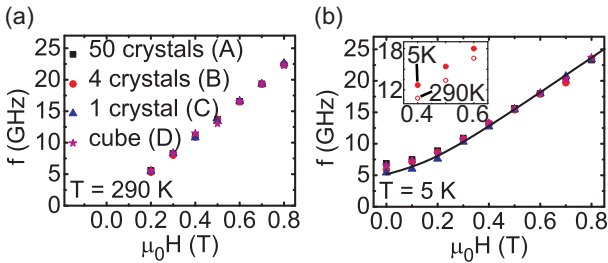 (a)
25
20
15
10
5
0
f (GHz)
50 crystals (A)
4 crystals (B)
1 crystal (C)
cube (D)
T = 290 K
0.0 0.2 0.4 0.6 0.8
μ₀H (T)
(b)
25
20
15
10
5
0
f (GHz)
18
12
5K
290K
0.4 0.6
T = 5 K
0.0 0.2 0.4 0.6 0.8
μ₀H (T)